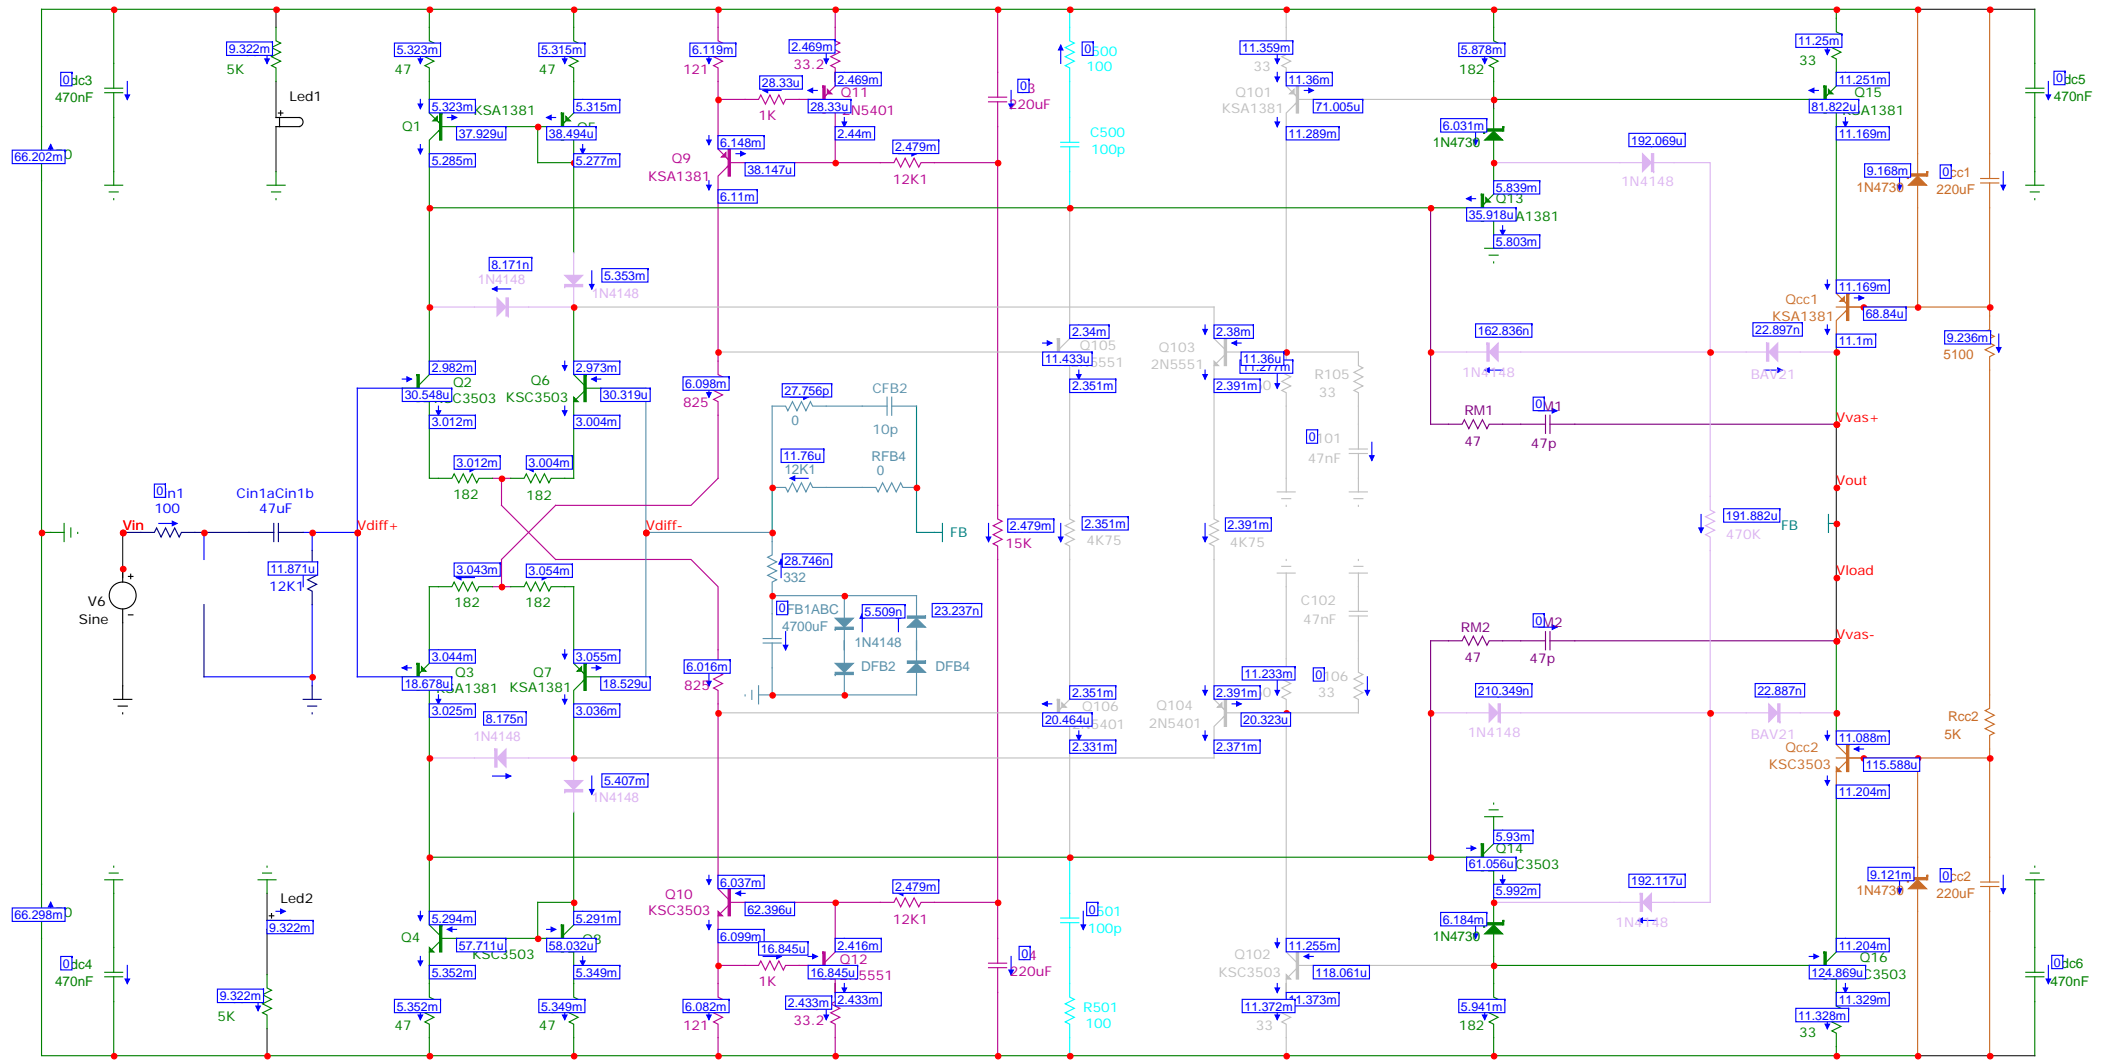 9.322m
5K
Led1
0
dc3
470nF
66.202m
5.323m
47
5.315m
47
5.323m
KSA1381
5.315m
Q1
37.929u
38.494u
5.285m
5.277m
6.119m
121
2.469m
33.2
28.33u
1K
2.469m
Q11
28.33u
2N5401
2.44m
6.148m
Q9
KSA1381
38.147u
6.11m
2.479m
12K1
0
220uF
0
100
C500
100p
11.359m
33
11.36m
Q101
KSA1381
71.005u
11.289m
5.878m
182
6.031m
1N4730
5.839m
Q13
35.918u
5.803m
192.069u
1N4148
11.25m
33
11.251m
Q15
81.822u
11.169m
9.168m
0
cc1
220uF
0
dc5
470nF
8.171n
1N4148
5.353m
1N4148
11.169m
Qcc1
KSA1381
68.84u
11.1m
9.236m
5100
2.982m
Q2
30.548u
3.012m
2.973m
Q6
KSC3503
30.319u
3.004m
6.098m
825
2.34m
Q105
11.433u
2.351m
2.38m
Q103
2N5551
11.36u
2.391m
R105
33
0
101
47nF
162.836n
1N4148
22.897n
BAV21
27.756p
0
CFB2
10p
11.76u
12K1
RFB4
0
RM1
47
0
47p
Vvas+
3.012m
182
3.004m
182
Vout
0
in1
100
Cin1aCin1b
47uF
Vin
Vdiff+
Vdiff-
FB
2.479m
15K
2.351m
4K75
2.391m
4K75
191.882u
470K
FB
11.871u
12K1
V6
Sine
3.043m
182
3.054m
182
28.746n
332
0
FB1ABC
4700uF
5.509n
23.237n
1N4148
DFB2
DFB4
C102
47nF
Vload
RM2
47
0
47p
Vvas-
3.044m
Q3
18.678u
3.025m
3.055m
Q7
KSA1381
18.529u
3.036m
6.016m
825
2.351m
Q106
20.464u
2.331m
2.391m
Q104
2N5401
20.323u
2.371m
11.233m
0
106
33
210.349n
1N4148
22.887n
BAV21
Rcc2
5K
8.175n
1N4148
5.407m
1N4148
11.088m
Qcc2
KSC3503
115.588u
11.204m
5.93m
Q14
61.056u
5.992m
192.117u
1N4148
6.184m
1N4730
9.121m
0
cc2
220uF
Led2
9.322m
5K
66.298m
0
dc4
470nF
5.294m
Q4
57.711u
KSC3503
5.352m
5.291m
58.032u
5.349m
5.352m
47
5.349m
47
6.037m
Q10
KSC3503
62.396u
6.099m
2.479m
12K1
16.845u
1K
2.416m
Q12
16.845u
2.433m
2.433m
33.2
6.082m
121
0
220uF
0
100p
R501
100
11.255m
Q102
KSC3503
118.061u
11.372m
33
5.941m
182
11.204m
Q16
124.869u
11.329m
11.328m
33
0
dc6
470nF